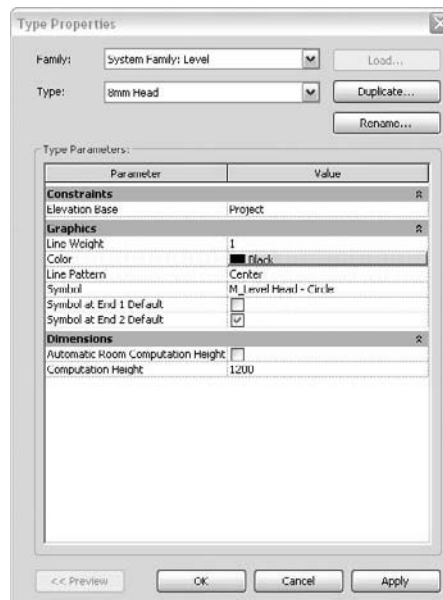 Type Properties
Family: System Family: Level Load...
Type: 8mm Head Duplicate...
Rename...
Type Parameters:
Parameter Value
Constraints
Elevation Base Project
Graphics
Line Weight 1
Color Black
Line Pattern Center
Symbol M_Level Head - Circle
Symbol at End 1 Default
Symbol at End 2 Default
Dimensions
Automatic Room Computation Height
Computation Height 1200
<< Preview OK Cancel Apply